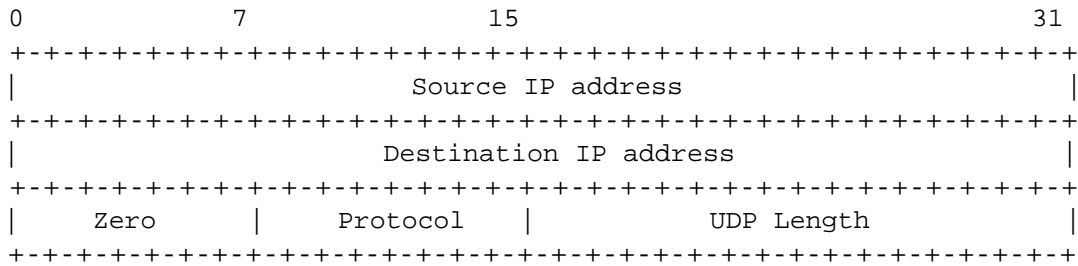 0 7 15 31
+-+-+-+-+-+-+-+-+-+-+-+-+-+-+-+-+-+-+-+-+-+-+-+-+-+-+-+-+-+-+-+-+
| Source IP address |
+-+-+-+-+-+-+-+-+-+-+-+-+-+-+-+-+-+-+-+-+-+-+-+-+-+-+-+-+-+-+-+-+
| Destination IP address |
+-+-+-+-+-+-+-+-+-+-+-+-+-+-+-+-+-+-+-+-+-+-+-+-+-+-+-+-+-+-+-+-+
| Zero | Protocol | UDP Length |
+-+-+-+-+-+-+-+-+-+-+-+-+-+-+-+-+-+-+-+-+-+-+-+-+-+-+-+-+-+-+-+-+